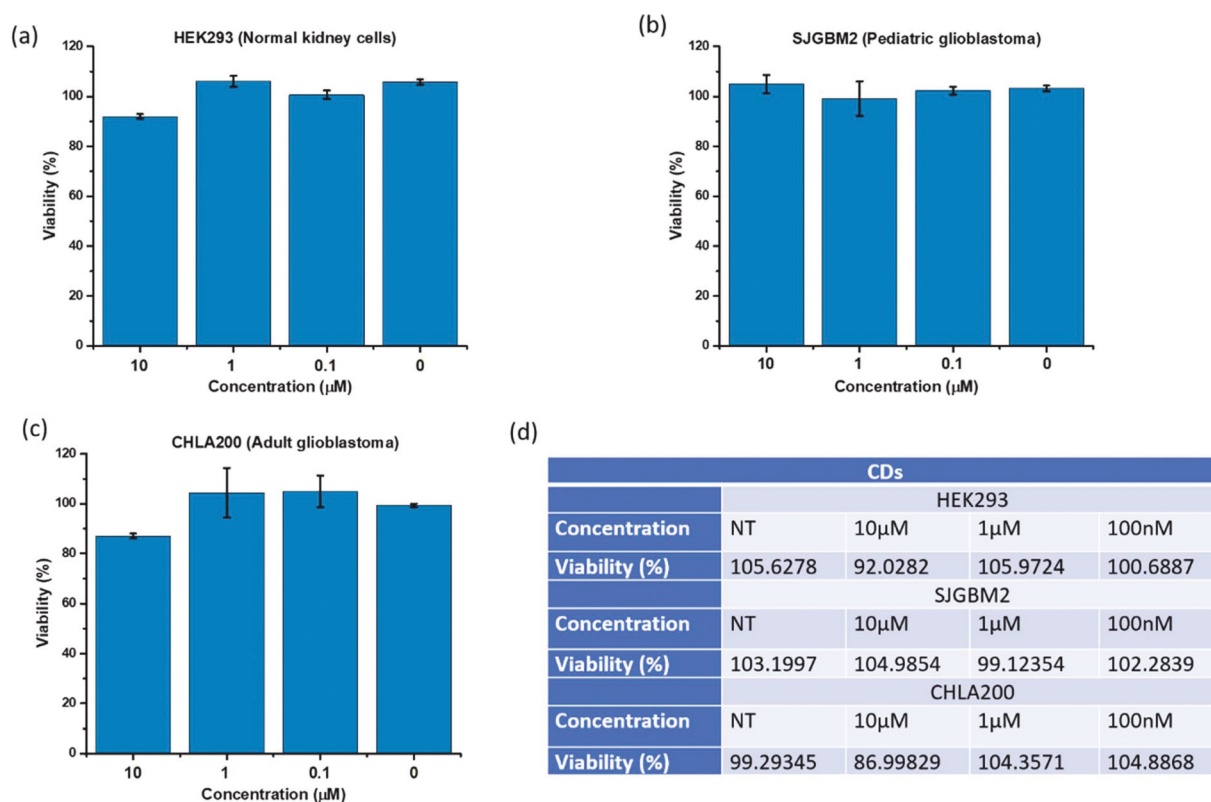 (a)
HEK293 (Normal kidney cells)
120
100
80
60
40
20
0
Viability (%)
10 1 0.1 0
Concentration (μM)
(b)
SJGBM2 (Pediatric glioblastoma)
120
100
80
60
40
20
0
Viability (%)
10 1 0.1 0
Concentration (μM)
(c)
CHLA200 (Adult glioblastoma)
120
100
80
60
40
20
0
Viability (%)
10 1 0.1 0
Concentration (μM)
(d)
CDs
HEK293
Concentration NT 10μM 1μM 100nM
Viability (%) 105.6278 92.0282 105.9724 100.6887
SJGBM2
Concentration NT 10μM 1μM 100nM
Viability (%) 103.1997 104.9854 99.12354 102.2839
CHLA200
Concentration NT 10μM 1μM 100nM
Viability (%) 99.29345 86.99829 104.3571 104.8868